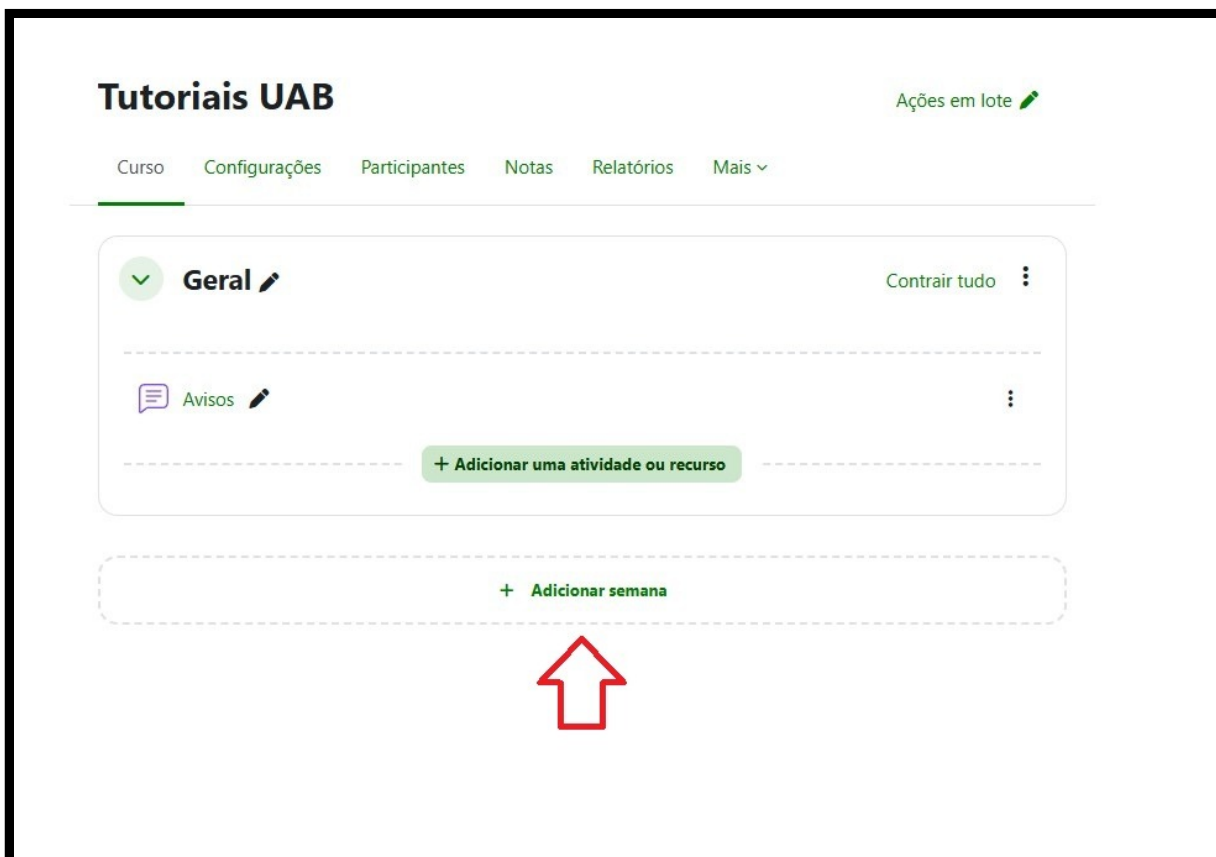 Tutoriais UAB
Ações em lote
Curso Configurações Participantes Notas Relatórios Mais
Geral
Contrair tudo
Avisos
+ Adicionar uma atividade ou recurso
+ Adicionar semana